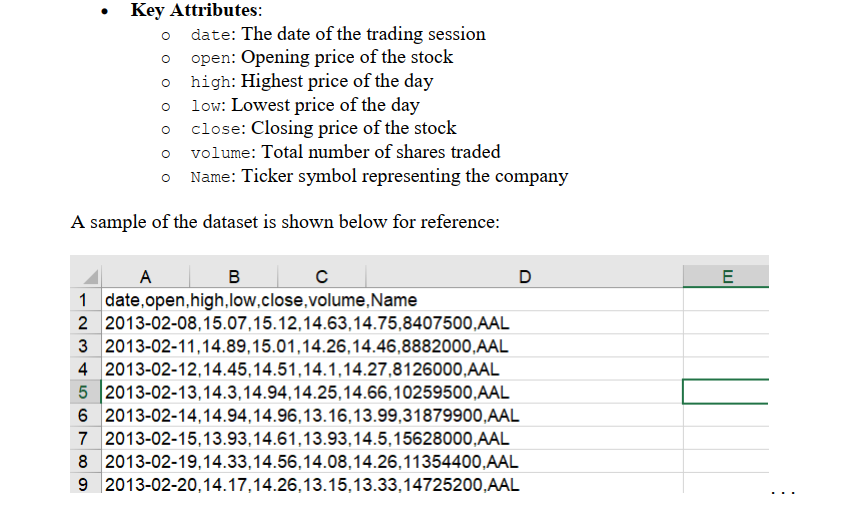 • Key Attributes:
o date: The date of the trading session
o open: Opening price of the stock
o high: Highest price of the day
o low: Lowest price of the day
o close: Closing price of the stock
o volume: Total number of shares traded
o Name: Ticker symbol representing the company
A sample of the dataset is shown below for reference:
A B C D E
1 date,open,high,low,close,volume,Name
2 2013-02-08,15.07,15.12,14.63,14.75,8407500,AAL
3 2013-02-11,14.89,15.01,14.26,14.46,8882000,AAL
4 2013-02-12,14.45,14.51,14.1,14.27,8126000,AAL
5 2013-02-13,14.3,14.94,14.25,14.66,10259500,AAL
6 2013-02-14,14.94,14.96,13.16,13.99,31879900,AAL
7 2013-02-15,13.93,14.61,13.93,14.5,15628000,AAL
8 2013-02-19,14.33,14.56,14.08,14.26,11354400,AAL
9 2013-02-20,14.17,14.26,13.15,13.33,14725200,AAL
...